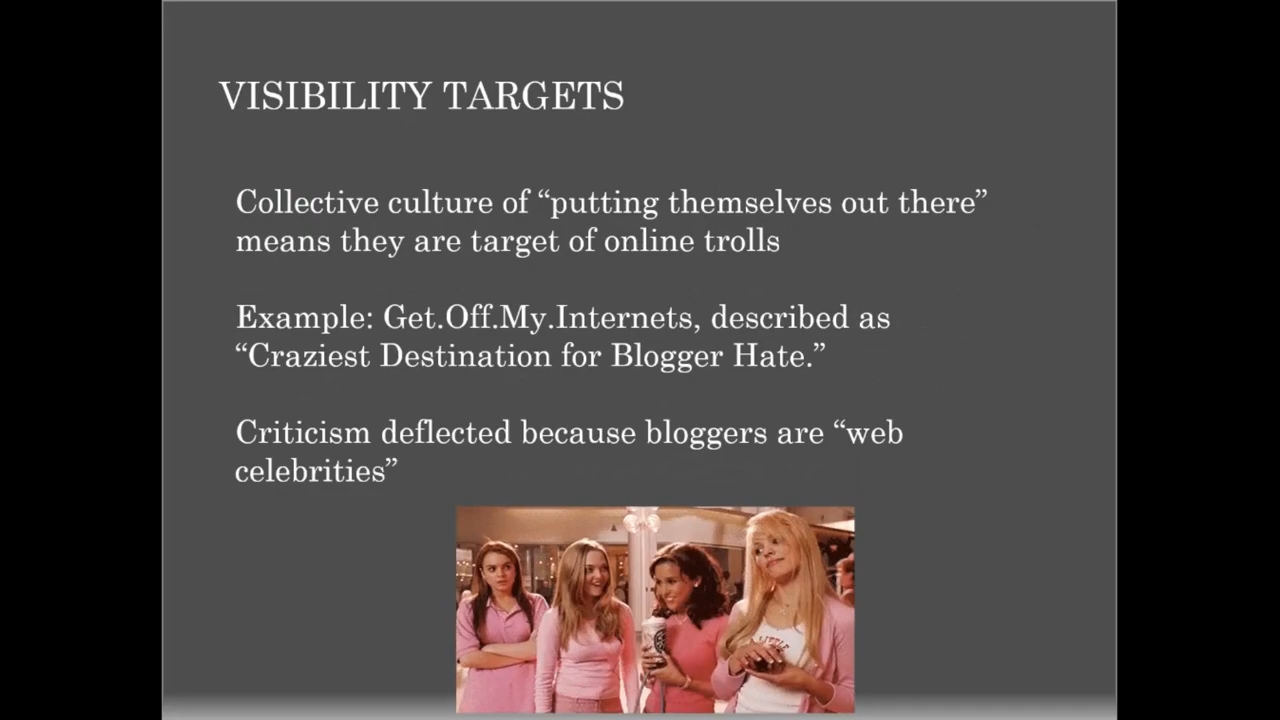 VISIBILITY TARGETS
Collective culture of “putting themselves out there”
means they are target of online trolls
Example: Get.Off.My.Internets, described as
“Craziest Destination for Blogger Hate.”
Criticism deflected because bloggers are “web
celebrities”
LITTLE